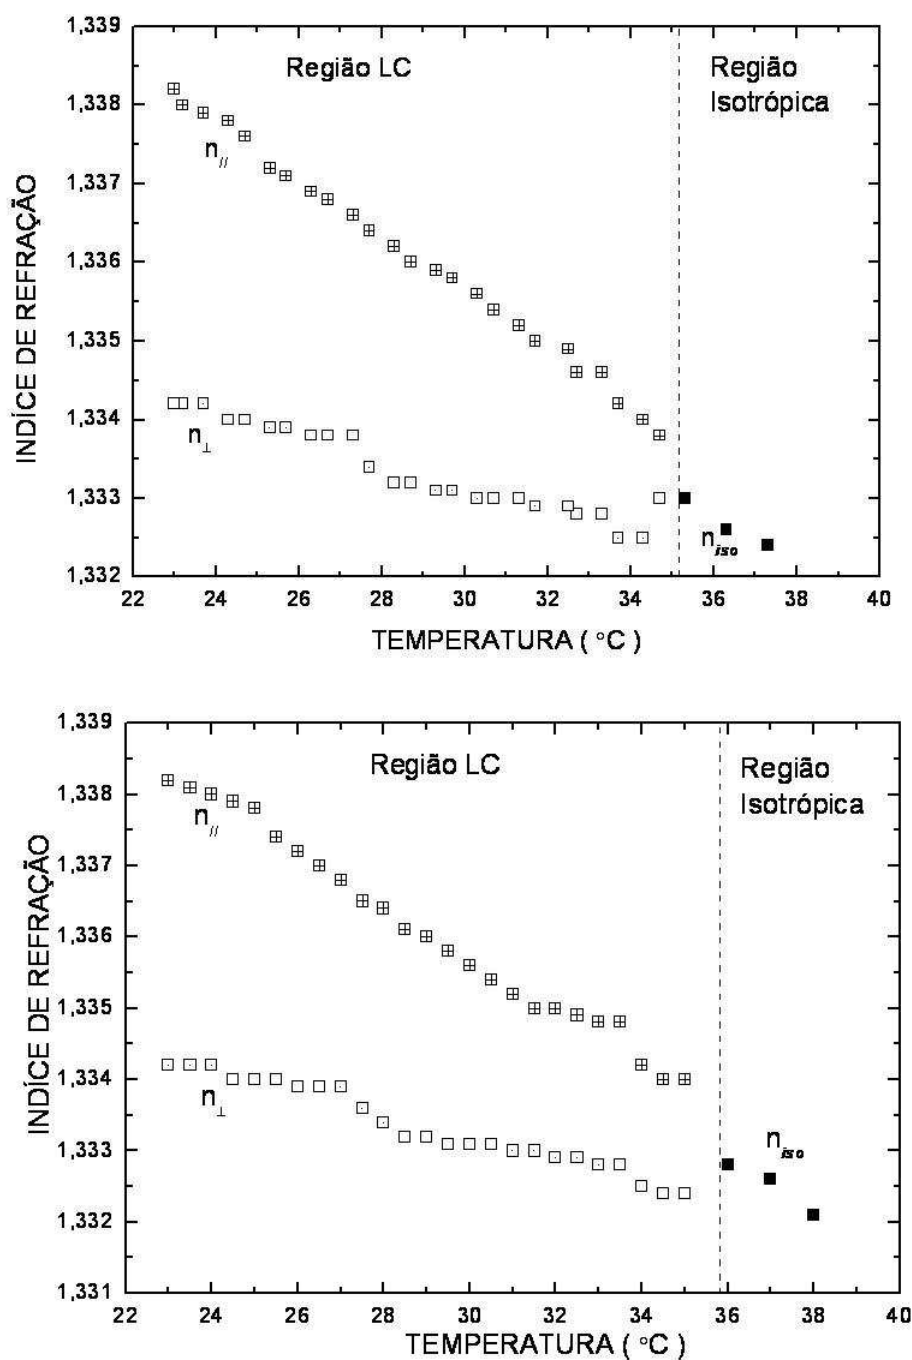 1,339
1,338
1,337
1,336
1,335
1,334
1,333
1,332
INDÍCE DE REFRAÇÃO
Região LC
Região
Isotrópica
n//
n⊥
niso
22 24 26 28 30 32 34 36 38 40
TEMPERATURA ( °C )
1,339
1,338
1,337
1,336
1,335
1,334
1,333
1,332
1,331
INDÍCE DE REFRAÇÃO
Região LC
Região
Isotrópica
n//
n⊥
niso
22 24 26 28 30 32 34 36 38 40
TEMPERATURA ( °C )